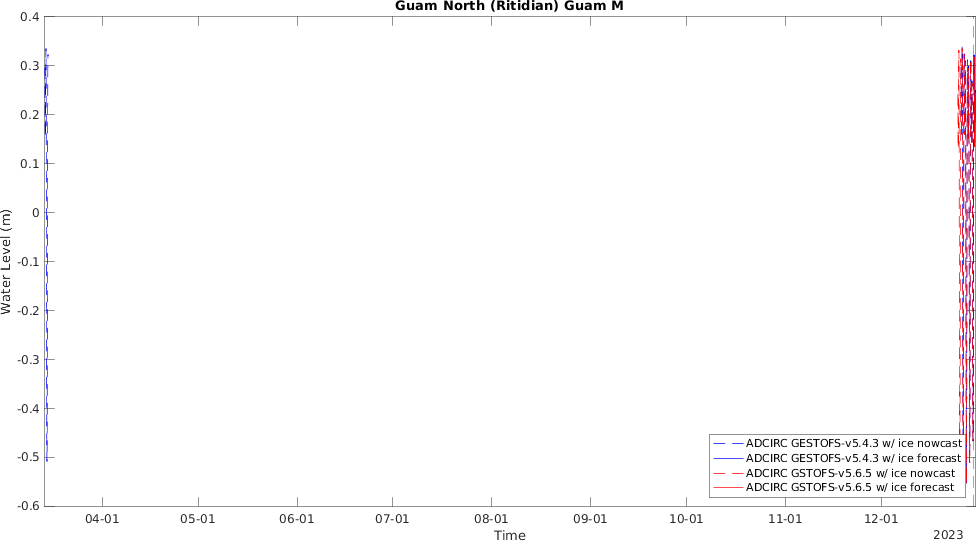 Guam North (Ritidian) Guam M
0.4
0.3
0.2
0.1
0
-0.1
-0.2
-0.3
-0.4
-0.5
-0.6
Water Level (m)
ADCIRC GESTOFS-v5.4.3 w/ ice nowcast
ADCIRC GESTOFS-v5.4.3 w/ ice forecast
ADCIRC GSTOFS-v5.6.5 w/ ice nowcast
ADCIRC GSTOFS-v5.6.5 w/ ice forecast
04-01 05-01 06-01 07-01 08-01 09-01 10-01 11-01 12-01
Time
2023